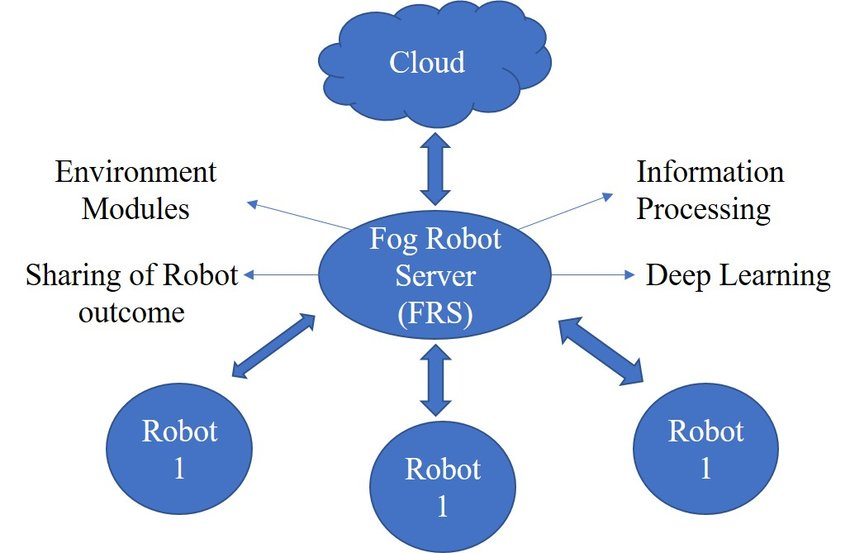 Cloud
Environment
Modules
Information
Processing
Fog Robot
Server
(FRS)
Sharing of Robot
outcome
Deep Learning
Robot
1
Robot
1
Robot
1